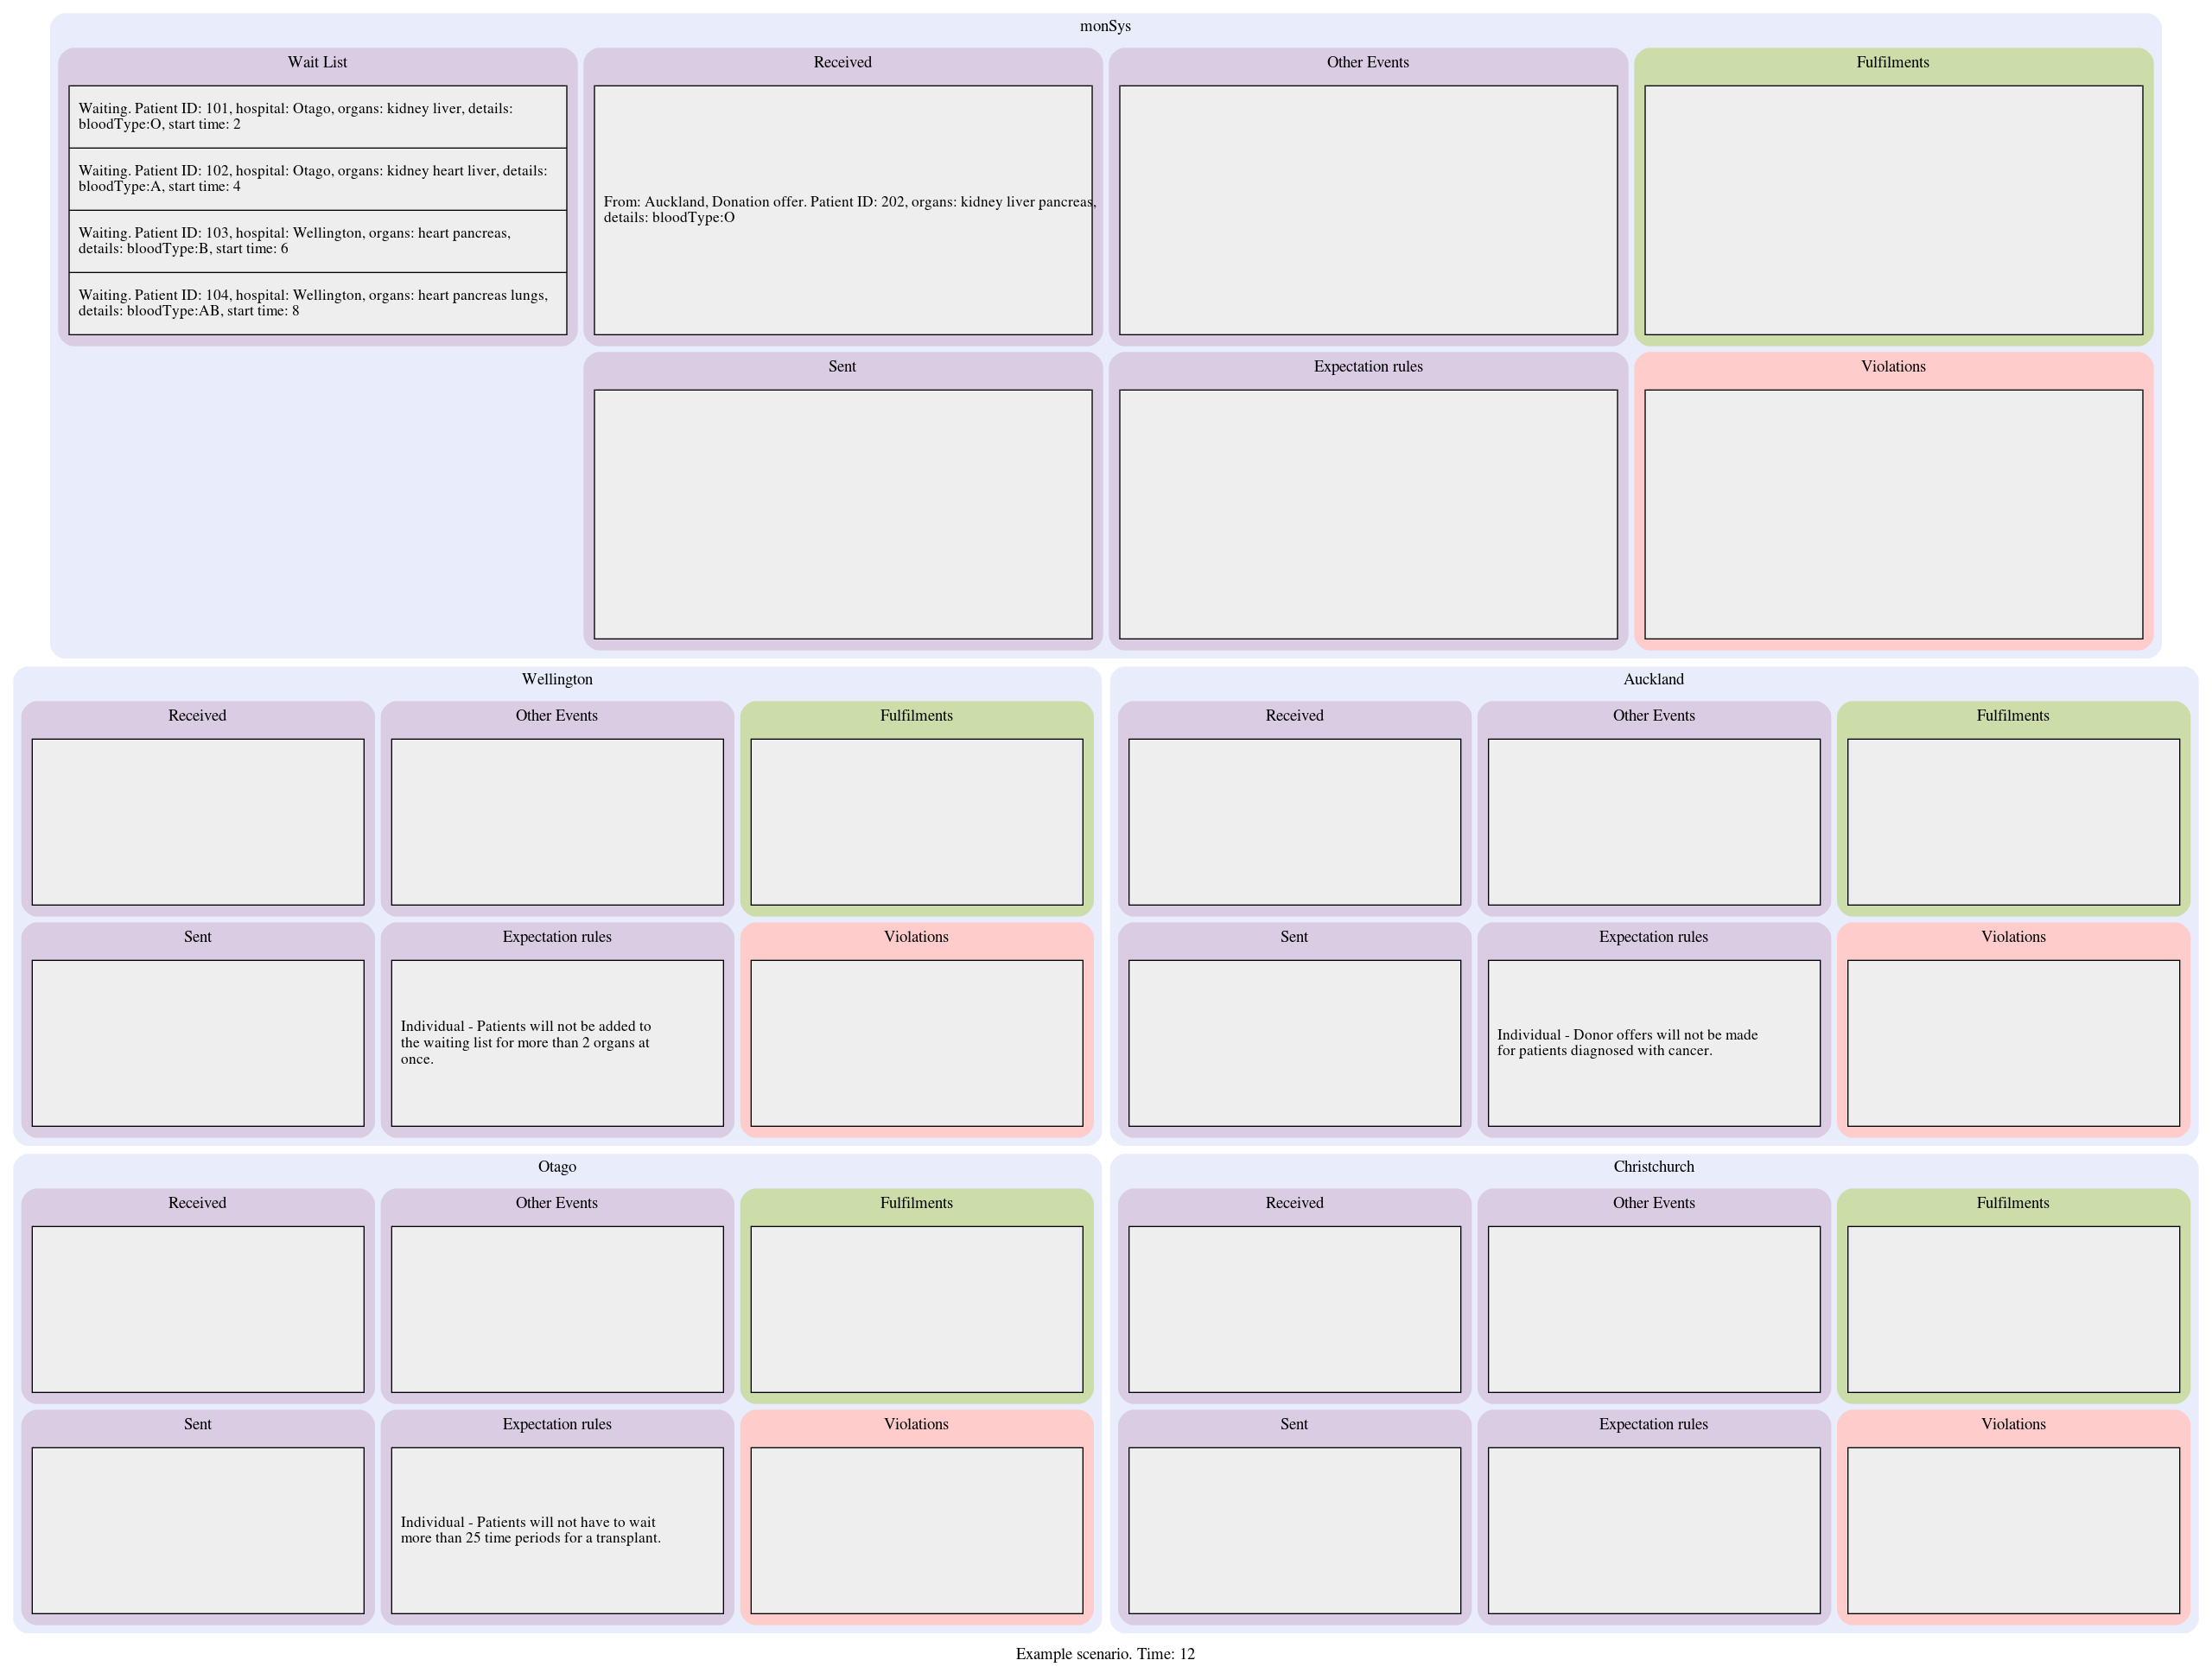 monSys
Wait List
Waiting. Patient ID: 101, hospital: Otago, organs: kidney liver, details:
bloodType:O, start time: 2
Waiting. Patient ID: 102, hospital: Otago, organs: kidney heart liver, details:
bloodType:A, start time: 4
Waiting. Patient ID: 103, hospital: Wellington, organs: heart pancreas,
details: bloodType:B, start time: 6
Waiting. Patient ID: 104, hospital: Wellington, organs: heart pancreas lungs,
details: bloodType:AB, start time: 8
Received
From: Auckland, Donation offer. Patient ID: 202, organs: kidney liver pancreas,
details: bloodType:O
Other Events
Fulfilments
Sent
Expectation rules
Violations
Wellington
Received
Other Events
Fulfilments
Sent
Expectation rules
Individual - Patients will not be added to
the waiting list for more than 2 organs at
once.
Violations
Auckland
Received
Other Events
Fulfilments
Sent
Expectation rules
Individual - Donor offers will not be made
for patients diagnosed with cancer.
Violations
Otago
Received
Other Events
Fulfilments
Sent
Expectation rules
Individual - Patients will not have to wait
more than 25 time periods for a transplant.
Violations
Christchurch
Received
Other Events
Fulfilments
Sent
Expectation rules
Violations
Example scenario. Time: 12